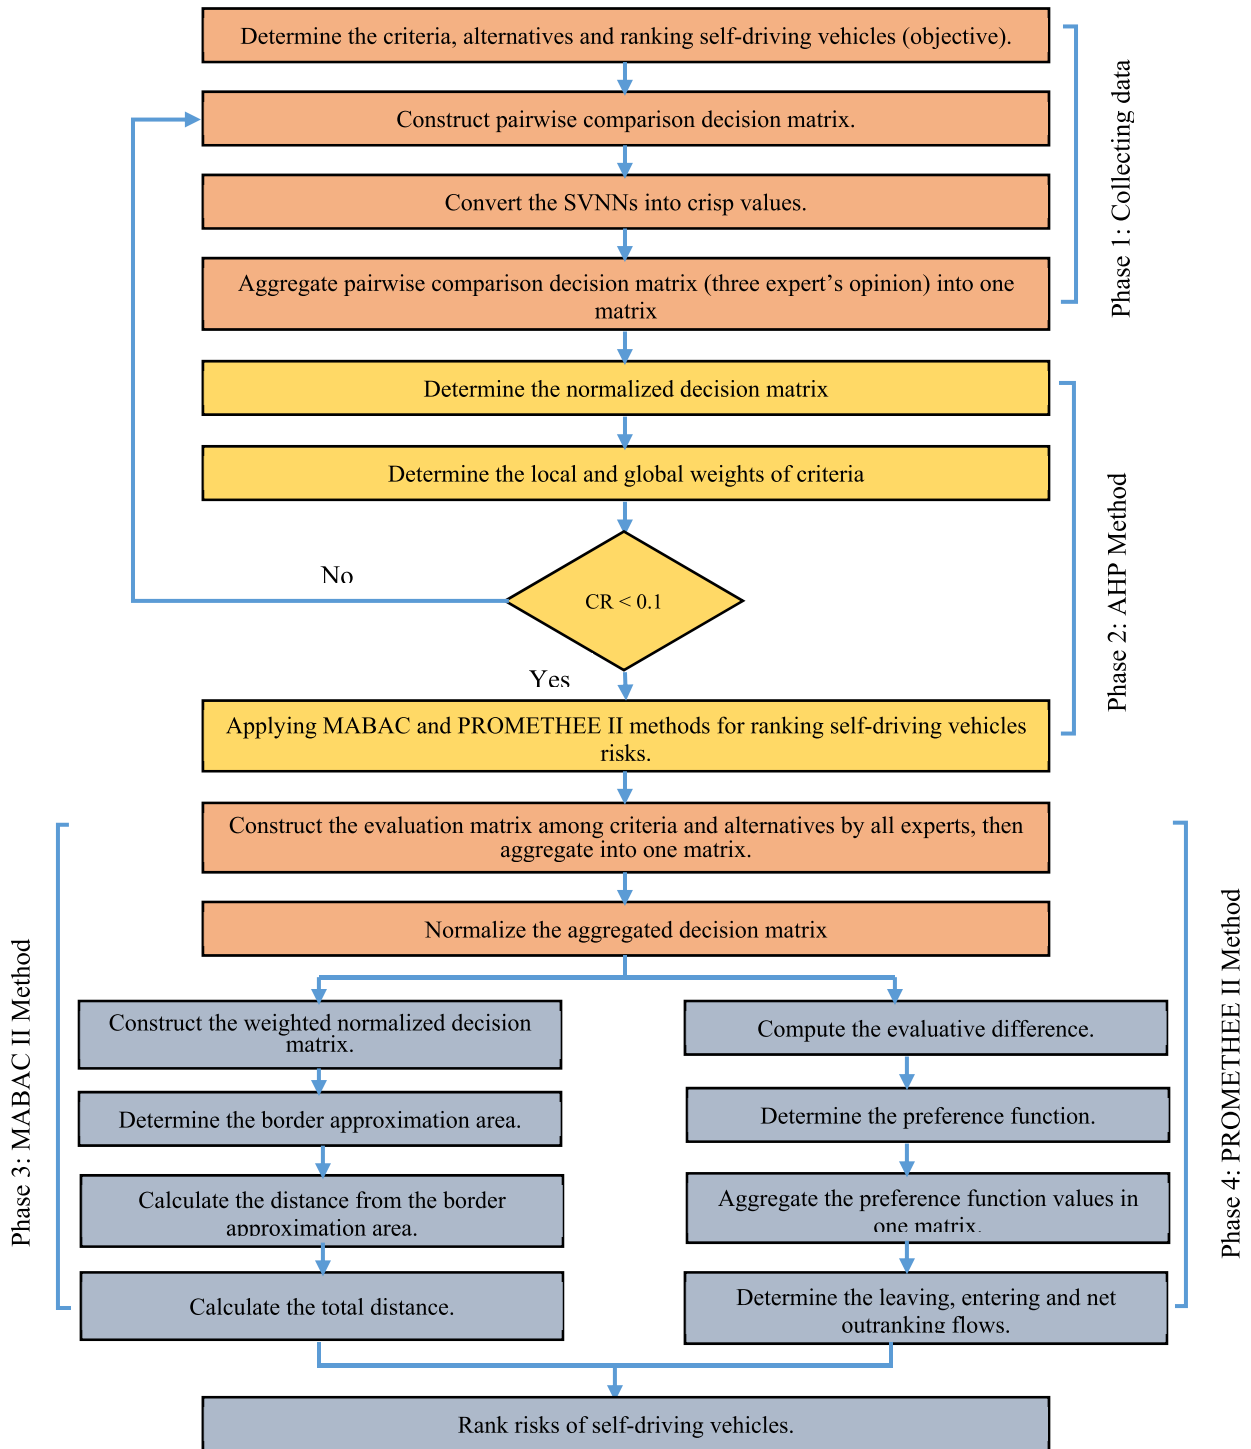 Determine the criteria, alternatives and ranking self-driving vehicles (objective).
Construct pairwise comparison decision matrix.
Convert the SVNNs into crisp values.
Aggregate pairwise comparison decision matrix (three expert's opinion) into one
matrix
Phase 1: Collecting data
Determine the normalized decision matrix
Determine the local and global weights of criteria
No
CR < 0.1
Yes
Applying MABAC and PROMETHEE II methods for ranking self-driving vehicles
risks.
Phase 2: AHP Method
Construct the evaluation matrix among criteria and alternatives by all experts, then
aggregate into one matrix.
Normalize the aggregated decision matrix
Phase 3: MABAC II Method
Construct the weighted normalized decision
matrix.
Determine the border approximation area.
Calculate the distance from the border
approximation area.
Calculate the total distance.
Compute the evaluative difference.
Determine the preference function.
Aggregate the preference function values in
one matrix.
Determine the leaving, entering and net
outranking flows.
Phase 4: PROMETHEE II Method
Rank risks of self-driving vehicles.